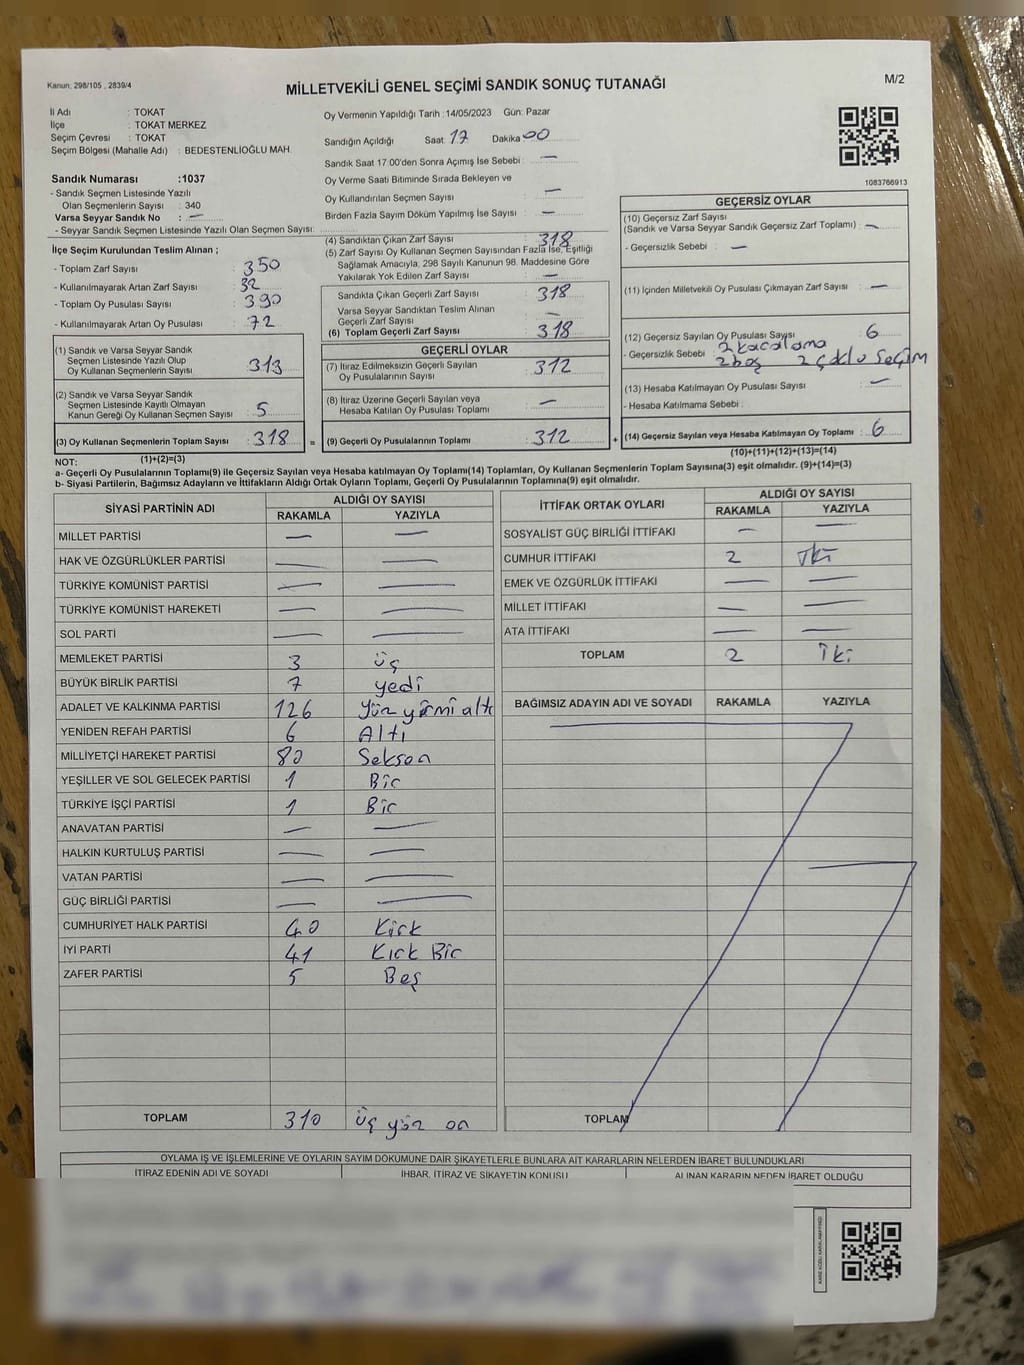 Kanun, 298/105 , 2839/4
MİLLETVEKİLİ GENEL SEÇİMİ SANDIK SONUÇ TUTANAĞI
M/2
İl Adı : TOKAT
İlçe : TOKAT MERKEZ
Seçim Çevresi : TOKAT
Seçim Bölgesi (Mahalle Adı) : BEDESTENLİOĞLU MAH.
Sandık Numarası :1037
- Sandık Seçmen Listesinde Yazılı
Olan Seçmenlerin Sayısı : 340
Varsa Seyyar Sandık No : —
- Seyyar Sandık Seçmen Listesinde Yazılı Olan Seçmen Sayısı:
İlçe Seçim Kurulundan Teslim Alınan ;
- Toplam Zarf Sayısı : 350
- Kullanılmayarak Artan Zarf Sayısı : 32
- Toplam Oy Pusulası Sayısı : 390
- Kullanılmayarak Artan Oy Pusulası : 72
(1) Sandık ve Varsa Seyyar Sandık
Seçmen Listesinde Yazılı Olup
Oy Kullanan Seçmenlerin Sayısı : 313
(2) Sandık ve Varsa Seyyar Sandık
Seçmen Listesinde Kayıtlı Olmayan
Kanun Gereği Oy Kullanan Seçmen Sayısı : 5
(3) Oy Kullanan Seçmenlerin Toplam Sayısı : 318
(1)+(2)=(3)
Oy Vermenin Yapıldığı Tarih : 14/05/2023 Gün: Pazar
Sandığın Açıldığı Saat: 17 Dakika: 00
Sandık Saat 17:00'den Sonra Açımış İse Sebebi : —
Oy Verme Saati Bitiminde Sırada Bekleyen ve
Oy Kullandırılan Seçmen Sayısı : —
Birden Fazla Sayım Döküm Yapılmış İse Sayısı : —
(4) Sandıktan Çıkan Zarf Sayısı : 318
(5) Zarf Sayısı Oy Kullanan Seçmen Sayısından Fazla İse, Eşitliği
Sağlamak Amacıyla, 298 Sayılı Kanunun 98. Maddesine Göre
Yakılarak Yok Edilen Zarf Sayısı : —
Sandıkta Çıkan Geçerli Zarf Sayısı : 318
Varsa Seyyar Sandıktan Teslim Alınan
Geçerli Zarf Sayısı : —
(6) Toplam Geçerli Zarf Sayısı : 318
GEÇERLİ OYLAR
(7) İtiraz Edilmeksizin Geçerli Sayılan
Oy Pusulalarının Sayısı : 312
(8) İtiraz Üzerine Geçerli Sayılan veya
Hesaba Katılan Oy Pusulası Toplamı : —
= (9) Geçerli Oy Pusulalarının Toplamı : 312
1083766913
GEÇERSİZ OYLAR
(10) Geçersiz Zarf Sayısı
(Sandık ve Varsa Seyyar Sandık Geçersiz Zarf Toplamı) : —
- Geçersizlik Sebebi : —
(11) İçinden Milletvekili Oy Pusulası Çıkmayan Zarf Sayısı : —
(12) Geçersiz Sayılan Oy Pusulası Sayısı : 6
2 karalama
- Geçersizlik Sebebi : 2 boş 2 çoklu seçim
(13) Hesaba Katılmayan Oy Pusulası Sayısı : —
- Hesaba Katılmama Sebebi :
+ (14) Geçersiz Sayılan veya Hesaba Katılmayan Oy Toplamı : 6
(10)+(11)+(12)+(13)=(14)
NOT:
a- Geçerli Oy Pusulalarının Toplamı(9) ile Geçersiz Sayılan veya Hesaba katılmayan Oy Toplamı(14) Toplamları, Oy Kullanan Seçmenlerin Toplam Sayısına(3) eşit olmalıdır. (9)+(14)=(3)
b- Siyasi Partilerin, Bağımsız Adayların ve İttifakların Aldığı Ortak Oyların Toplamı, Geçerli Oy Pusulalarının Toplamına(9) eşit olmalıdır.
SİYASİ PARTİNİN ADI ALDIĞI OY SAYISI
RAKAMLA YAZIYLA
MİLLET PARTİSİ — —
HAK VE ÖZGÜRLÜKLER PARTİSİ — —
TÜRKİYE KOMÜNİST PARTİSİ — —
TÜRKİYE KOMÜNİST HAREKETİ — —
SOL PARTİ — —
MEMLEKET PARTİSİ 3 üç
BÜYÜK BİRLİK PARTİSİ 7 yedi
ADALET VE KALKINMA PARTİSİ 126 yüz yirmi altı
YENİDEN REFAH PARTİSİ 6 Altı
MİLLİYETÇİ HAREKET PARTİSİ 80 Seksen
YEŞİLLER VE SOL GELECEK PARTİSİ 1 Bir
TÜRKİYE İŞÇİ PARTİSİ 1 Bir
ANAVATAN PARTİSİ — —
HALKIN KURTULUŞ PARTİSİ — —
VATAN PARTİSİ — —
GÜÇ BİRLİĞİ PARTİSİ — —
CUMHURİYET HALK PARTİSİ 40 Kırk
İYİ PARTİ 41 Kırk Bir
ZAFER PARTİSİ 5 Beş
TOPLAM 310 üç yüz on
İTTİFAK ORTAK OYLARI ALDIĞI OY SAYISI
RAKAMLA YAZIYLA
SOSYALİST GÜÇ BİRLİĞİ İTTİFAKI — —
CUMHUR İTTİFAKI 2 İki
EMEK VE ÖZGÜRLÜK İTTİFAKI — —
MİLLET İTTİFAKI — —
ATA İTTİFAKI — —
TOPLAM 2 İki
BAĞIMSIZ ADAYIN ADI VE SOYADI RAKAMLA YAZIYLA
TOPLAM
OYLAMA İŞ VE İŞLEMLERİNE VE OYLARIN SAYIM DÖKÜMÜNE DAİR ŞİKAYETLERLE BUNLARA AİT KARARLARIN NELERDEN İBARET BULUNDUKLARI
İTİRAZ EDENİN ADI VE SOYADI İHBAR, İTİRAZ VE ŞİKAYETİN KONUSU ALINAN KARARIN NEDEN İBARET OLDUĞU